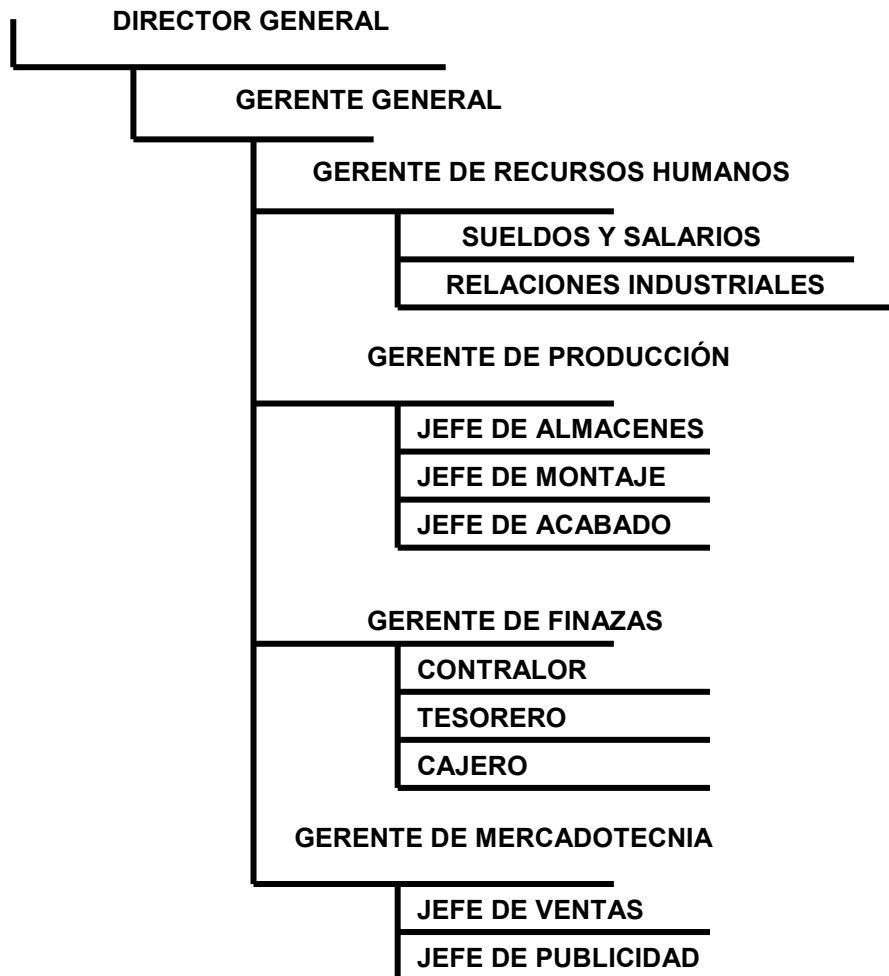 DIRECTOR GENERAL
GERENTE GENERAL
GERENTE DE RECURSOS HUMANOS
SUELDOS Y SALARIOS
RELACIONES INDUSTRIALES
GERENTE DE PRODUCCIÓN
JEFE DE ALMACENES
JEFE DE MONTAJE
JEFE DE ACABADO
GERENTE DE FINAZAS
CONTRALOR
TESORERO
CAJERO
GERENTE DE MERCADOTECNIA
JEFE DE VENTAS
JEFE DE PUBLICIDAD